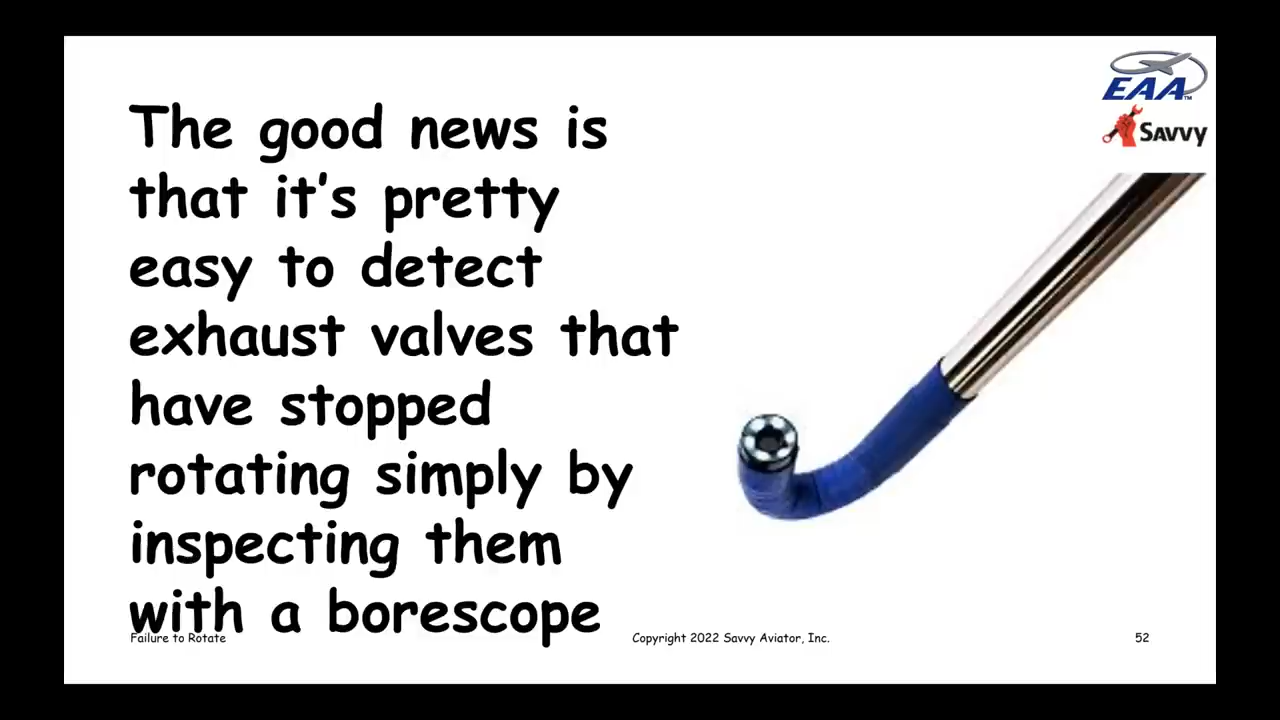 EAA™
SAVVY
The good news is
that it's pretty
easy to detect
exhaust valves that
have stopped
rotating simply by
inspecting them
with a borescope
Failure to Rotate
Copyright 2022 Savvy Aviator, Inc.
52